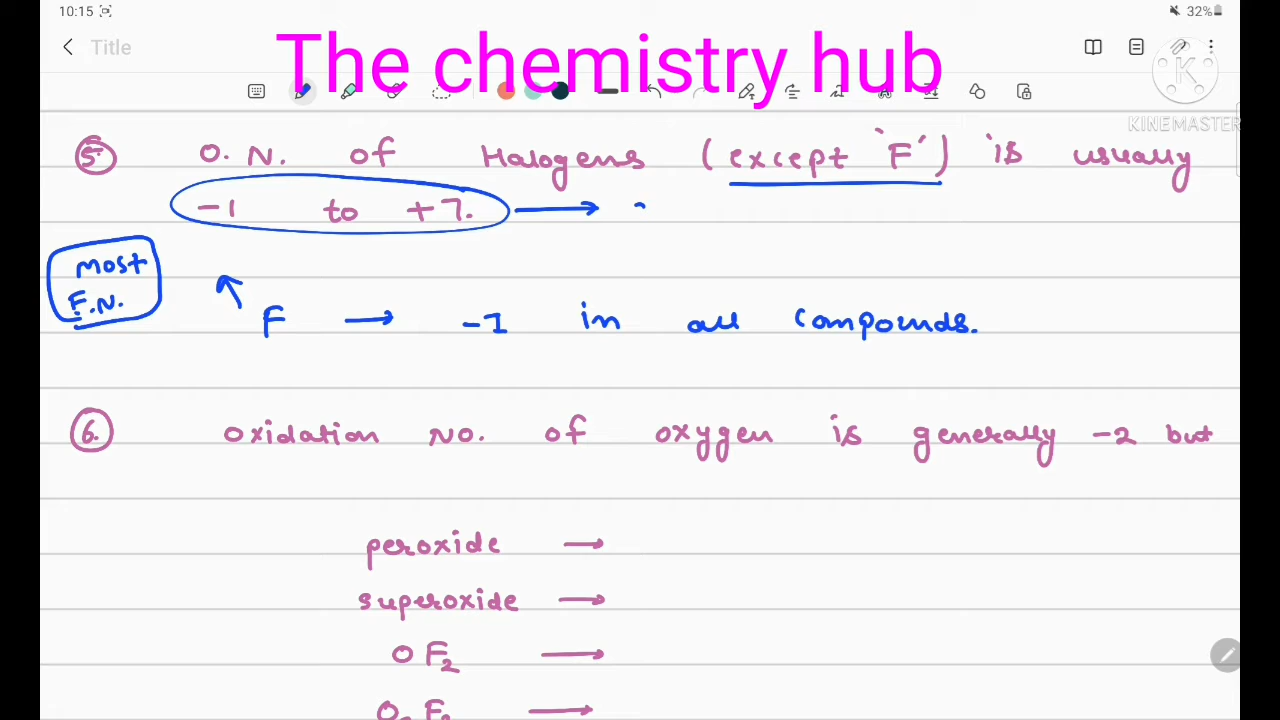 10:15
32%
Title
The chemistry hub
K
KINEMASTER
5. O.N. of Halogens (except 'F') is usually
-1 to +7. →
most
F.N.
F → -1 in all compounds.
6. oxidation no. of oxygen is generally -2 but
peroxide →
superoxide →
OF2 →
O2F2 →